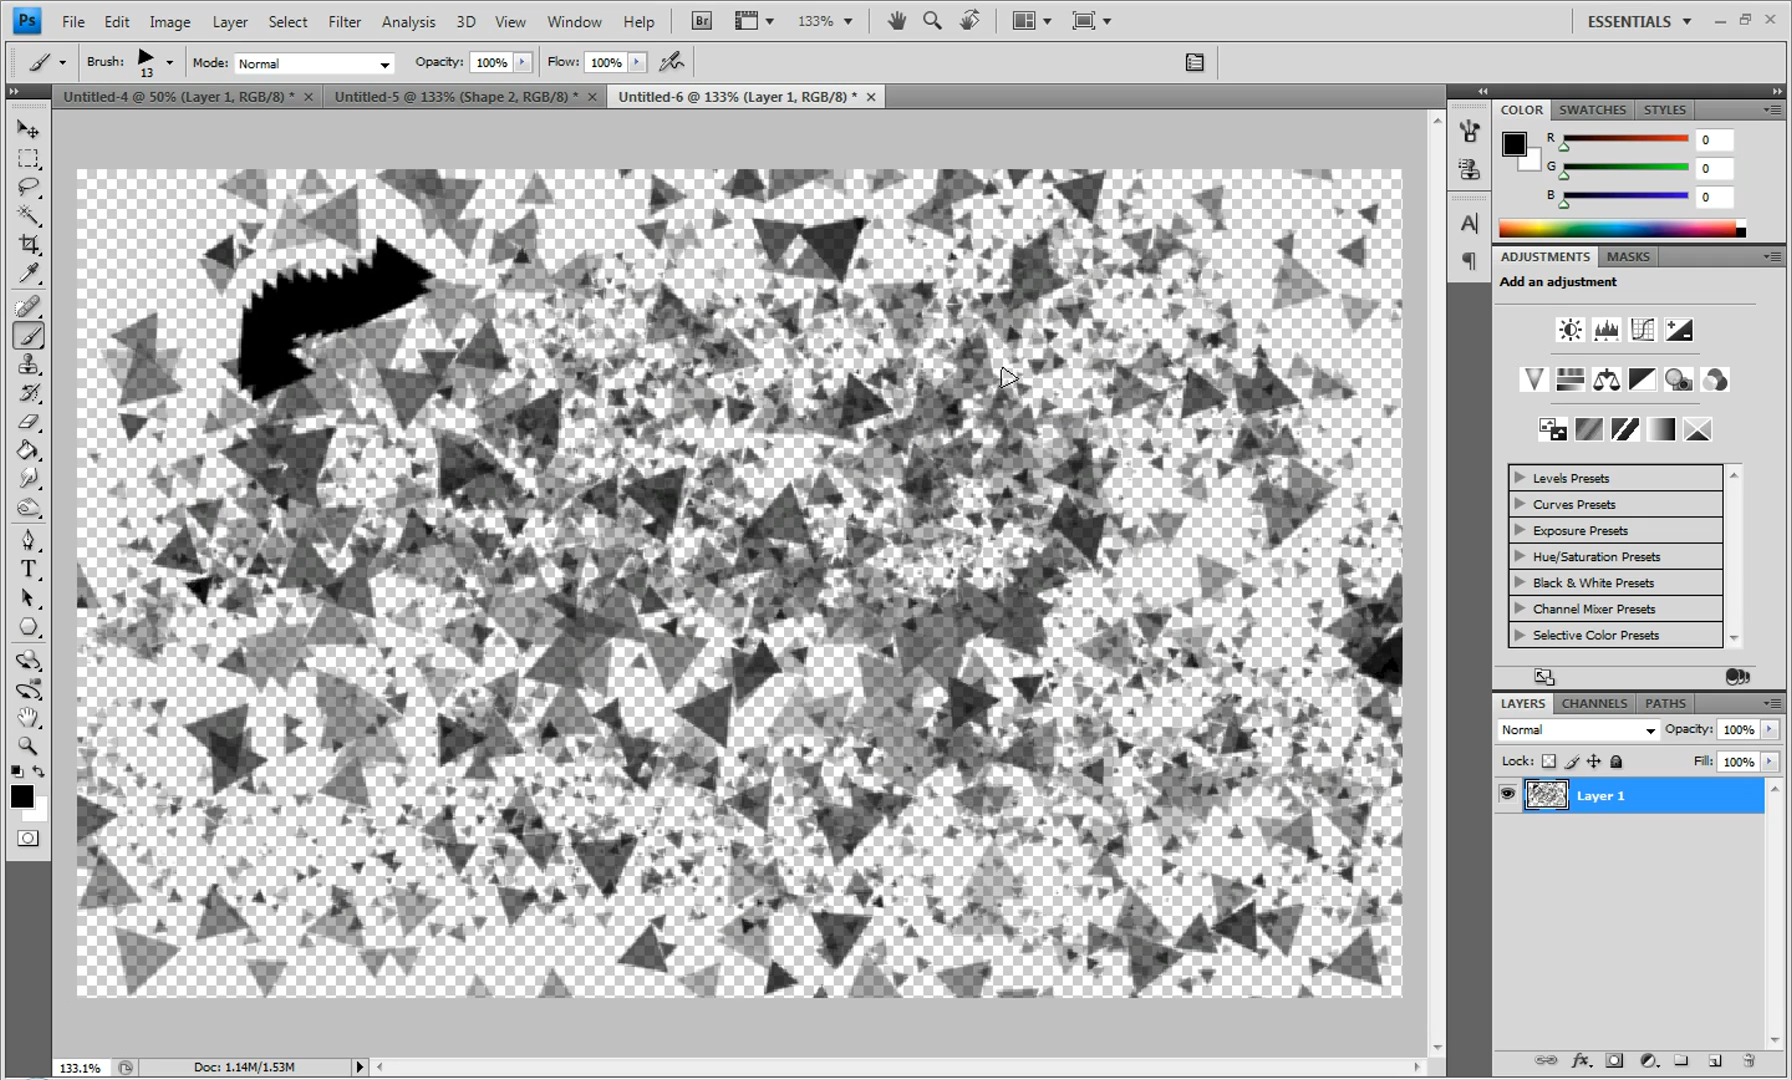 Ps File Edit Image Layer Select Filter Analysis 3D View Window Help Br 133% ESSENTIALS
Brush: 13 Mode: Normal Opacity: 100% Flow: 100%
Untitled-4 @ 50% (Layer 1, RGB/8) * Untitled-5 @ 133% (Shape 2, RGB/8) * Untitled-6 @ 133% (Layer 1, RGB/8) *
COLOR SWATCHES STYLES
R 0
G 0
B 0
A
T
ADJUSTMENTS MASKS
Add an adjustment
Levels Presets
Curves Presets
Exposure Presets
Hue/Saturation Presets
Black & White Presets
Channel Mixer Presets
Selective Color Presets
LAYERS CHANNELS PATHS
Normal Opacity: 100%
Lock: Fill: 100%
Layer 1
fx
133.1% Doc: 1.14M/1.53M